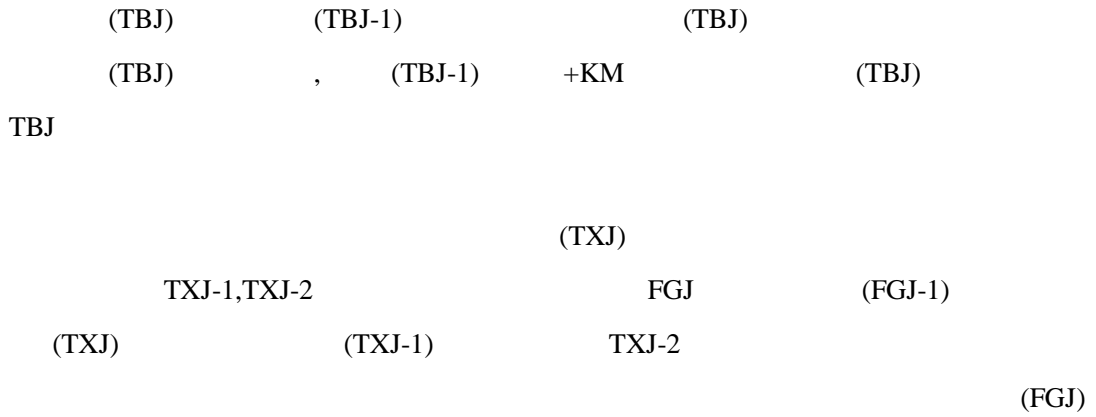 (TBJ) (TBJ-1) (TBJ)
(TBJ) , (TBJ-1) +KM (TBJ)
TBJ
(TXJ)
TXJ-1,TXJ-2 FGJ (FGJ-1)
(TXJ) (TXJ-1) TXJ-2
(FGJ)